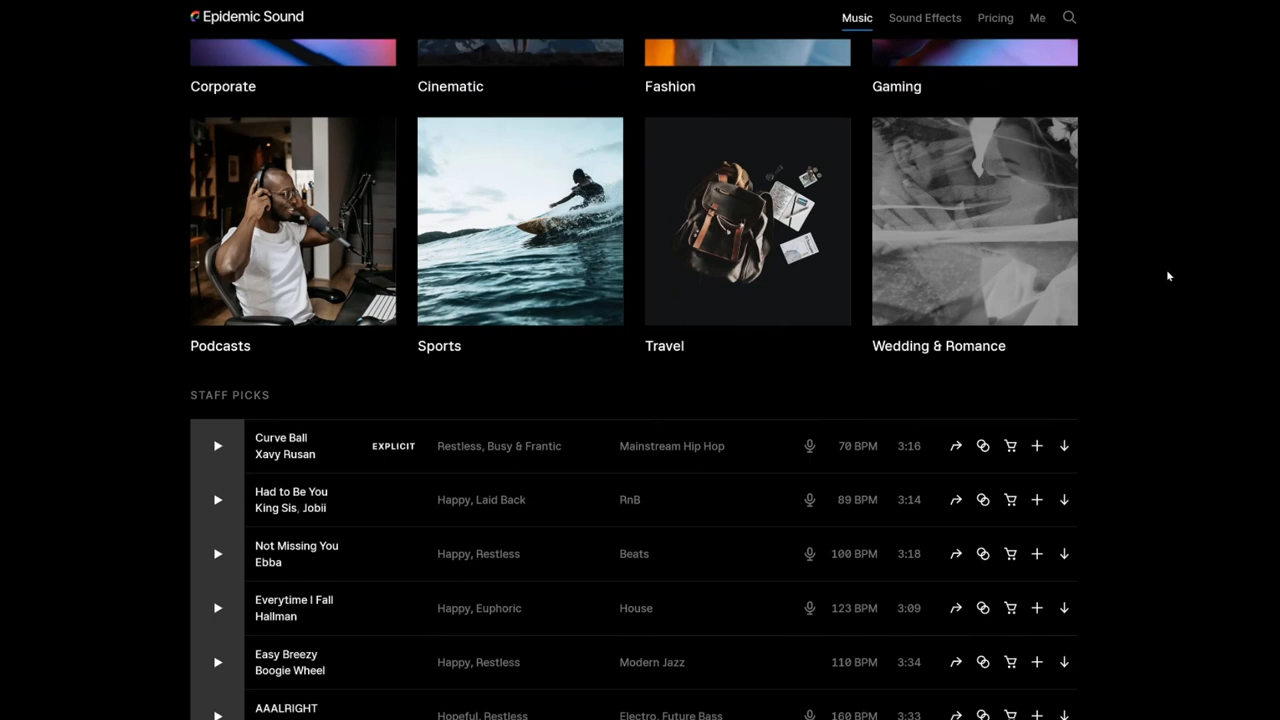 Epidemic Sound
Music Sound Effects Pricing Me
Corporate Cinematic Fashion Gaming
Podcasts Sports Travel Wedding & Romance
STAFF PICKS
Curve Ball
Xavy Rusan
EXPLICIT Restless, Busy & Frantic Mainstream Hip Hop 70 BPM 3:16
Had to Be You
King Sis, Jobii
Happy, Laid Back RnB 89 BPM 3:14
Not Missing You
Ebba
Happy, Restless Beats 100 BPM 3:18
Everytime I Fall
Hallman
Happy, Euphoric House 123 BPM 3:09
Easy Breezy
Boogie Wheel
Happy, Restless Modern Jazz 110 BPM 3:34
AAALRIGHT
Hopeful, Restless Electro, Future Bass 160 BPM 3:33